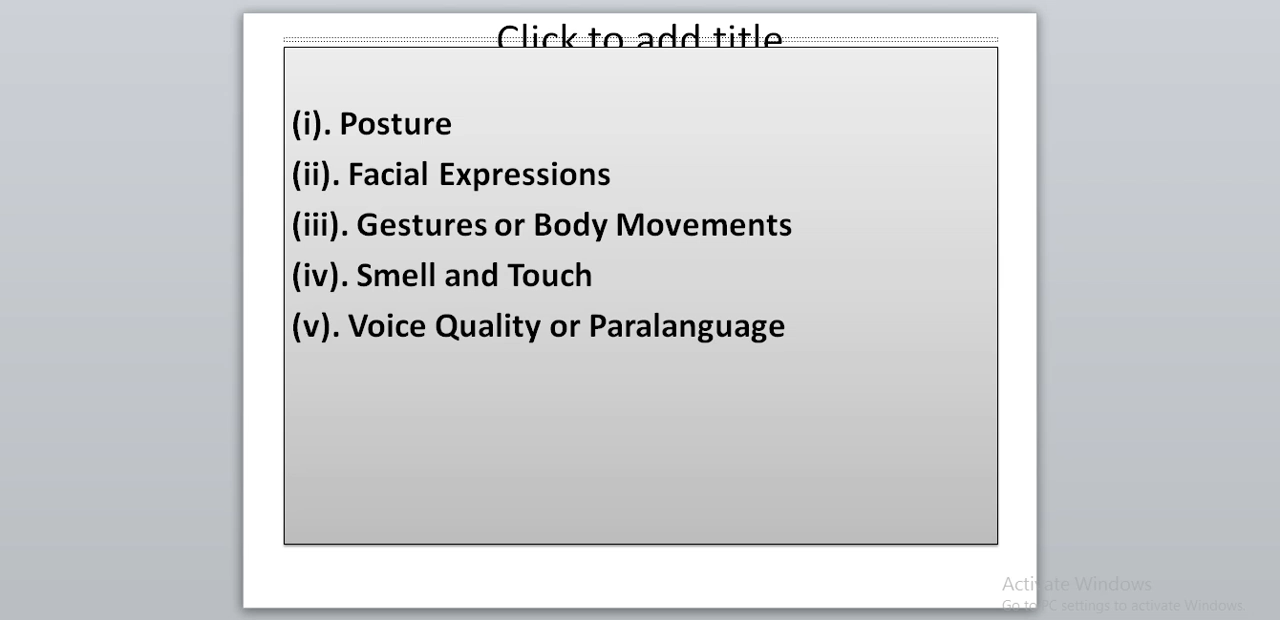 Click to add title
(i). Posture
(ii). Facial Expressions
(iii). Gestures or Body Movements
(iv). Smell and Touch
(v). Voice Quality or Paralanguage
Activate Windows
Go to PC settings to activate Windows.